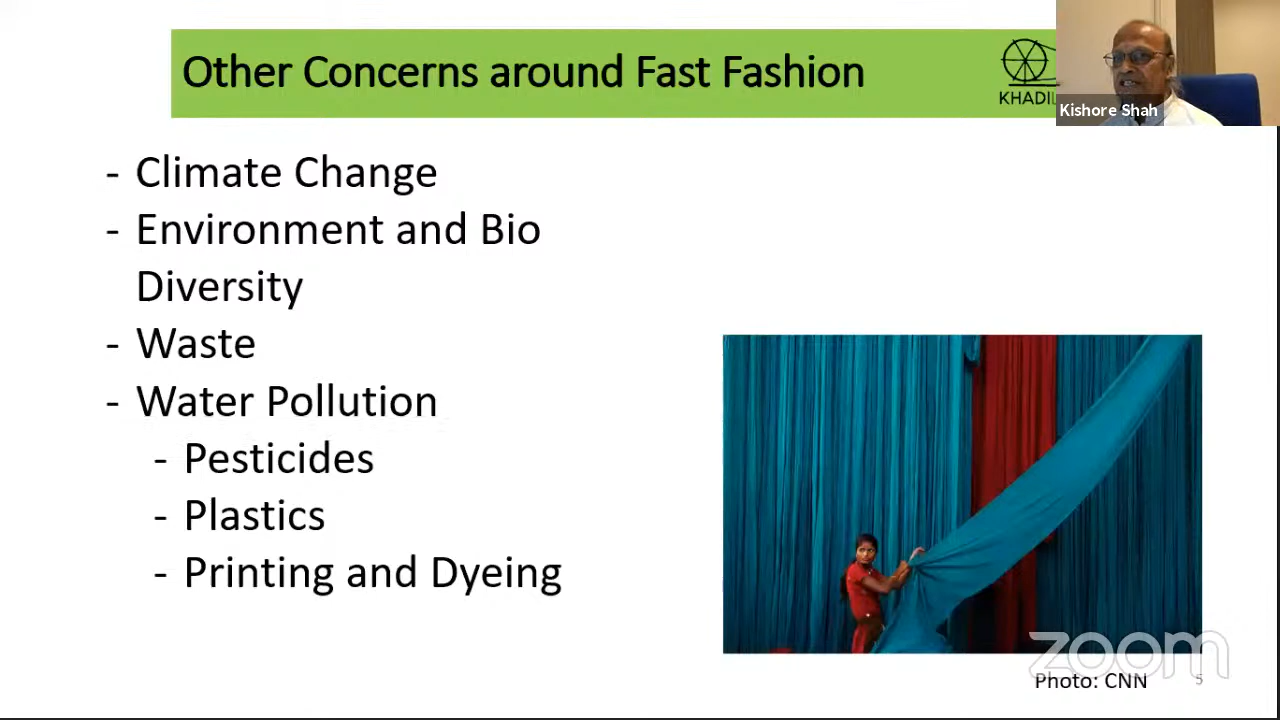 Other Concerns around Fast Fashion
KHADI
Kishore Shah
- Climate Change
- Environment and Bio
Diversity
- Waste
- Water Pollution
- Pesticides
- Plastics
- Printing and Dyeing
zoom
Photo: CNN
5